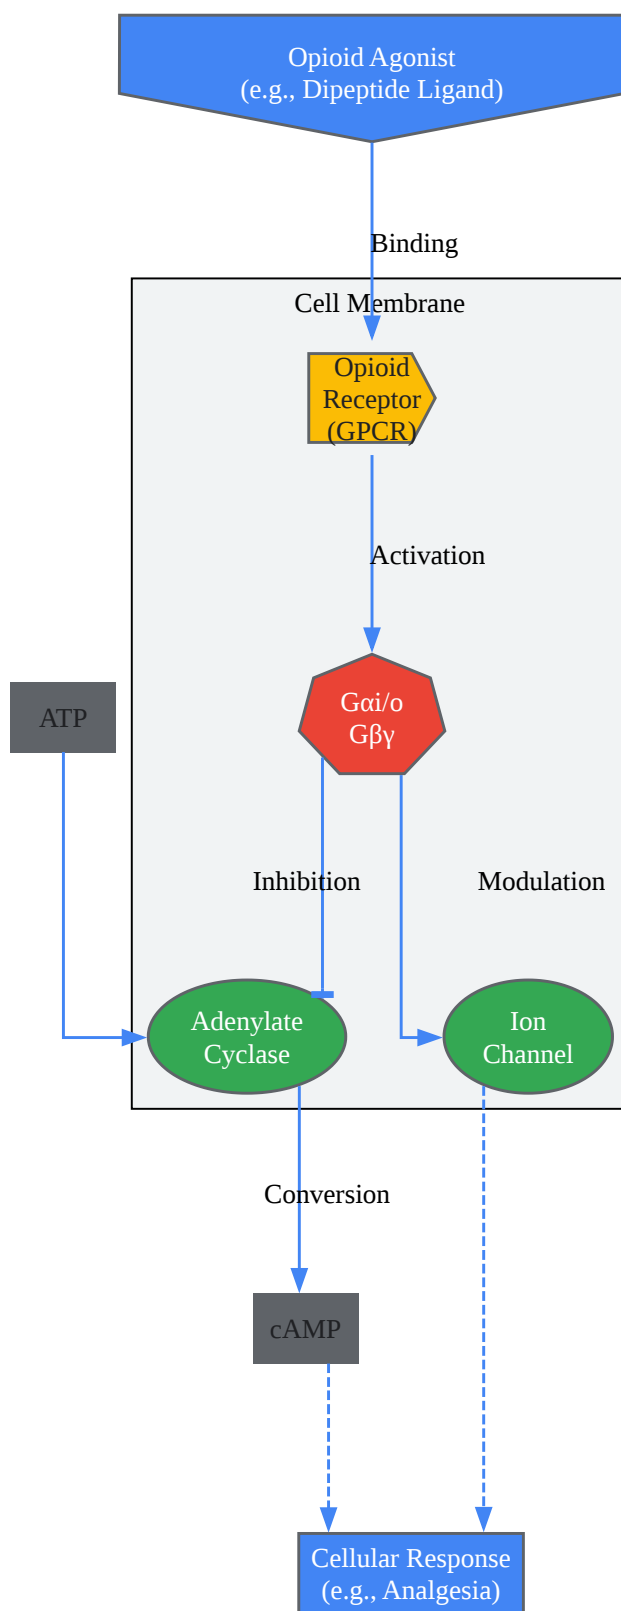 Opioid Agonist
(e.g., Dipeptide Ligand)
Binding
Cell Membrane
Opioid
Receptor
(GPCR)
Activation
Gαi/o
Gβγ
ATP
Inhibition
Modulation
Adenylate
Cyclase
Ion
Channel
Conversion
cAMP
Cellular Response
(e.g., Analgesia)